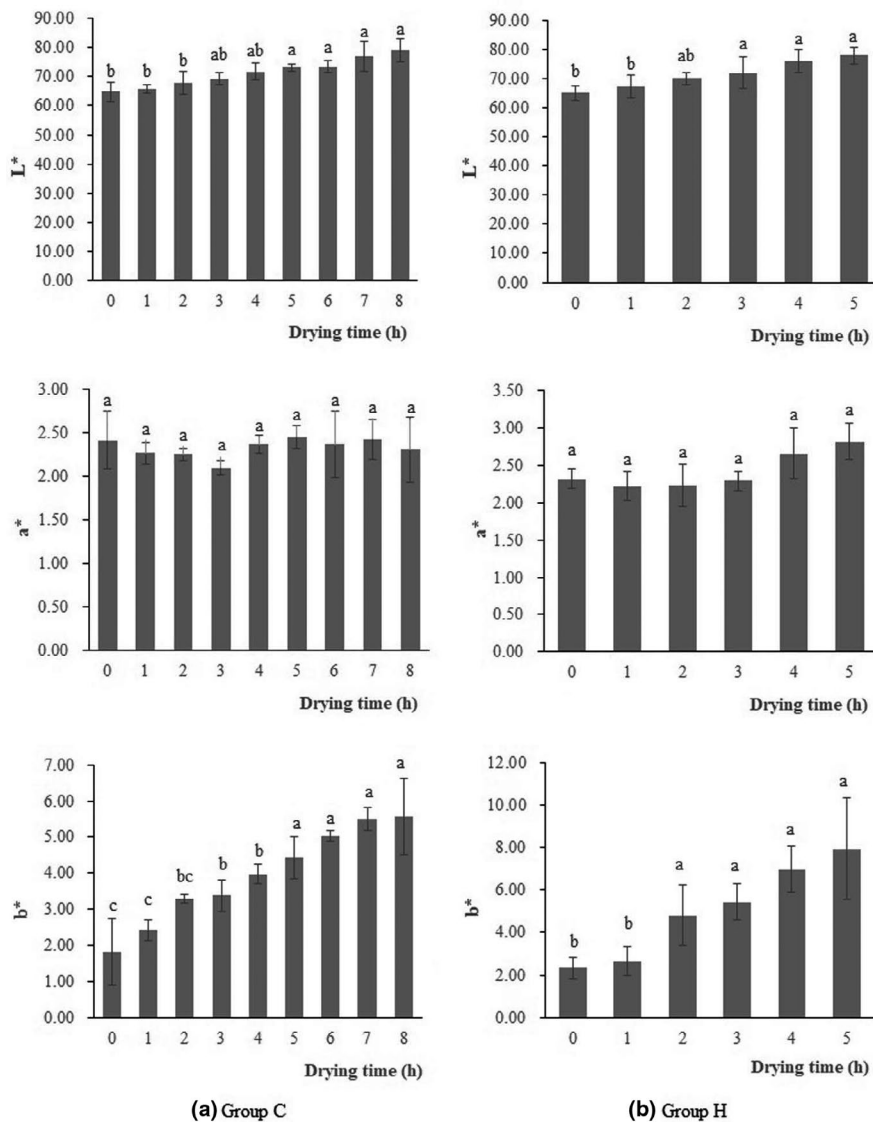 90.00
80.00
70.00
60.00
50.00
40.00
30.00
20.00
10.00
0.00
L*
b b b ab ab a a a a
0 1 2 3 4 5 6 7 8
Drying time (h)
90.00
80.00
70.00
60.00
50.00
40.00
30.00
20.00
10.00
0.00
L*
b b ab a a a
0 1 2 3 4 5
Drying time (h)
3.00
2.50
2.00
1.50
1.00
0.50
0.00
a*
a a a a a a a a a
0 1 2 3 4 5 6 7 8
Drying time (h)
3.50
3.00
2.50
2.00
1.50
1.00
0.50
0.00
a*
a a a a a a
0 1 2 3 4 5
Drying time (h)
7.00
6.00
5.00
4.00
3.00
2.00
1.00
0.00
b*
c c bc b b a a a a
0 1 2 3 4 5 6 7 8
Drying time (h)
12.00
10.00
8.00
6.00
4.00
2.00
0.00
b*
b b a a a a
0 1 2 3 4 5
Drying time (h)
(a) Group C
(b) Group H